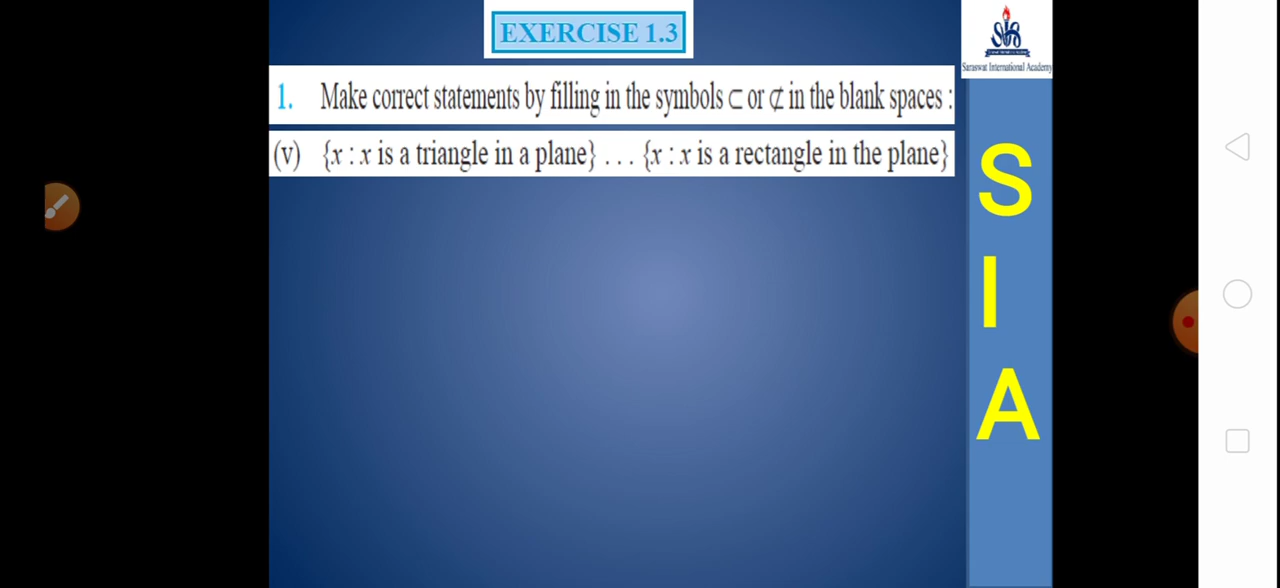 EXERCISE 1.3
SIS
Saraswat International Academy
1. Make correct statements by filling in the symbols ⊂ or ⊄ in the blank spaces :
(v) {x : x is a triangle in a plane} . . . {x : x is a rectangle in the plane}
S
I
A